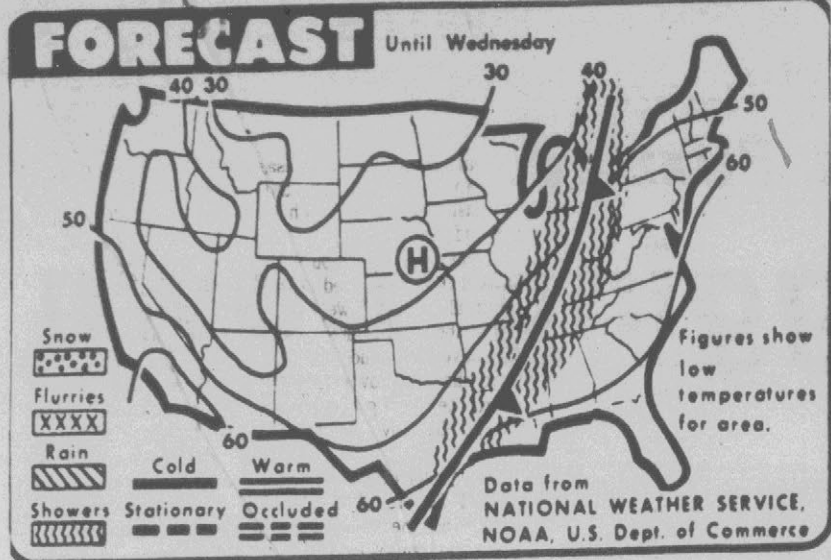 FORECAST Until Wednesday
40 30 30 40 50
60
50
H
Snow
Flurries
Rain
Showers
Cold Warm
Stationary Occluded
60
60
Figures show
low
temperatures
for area.
Data from
NATIONAL WEATHER SERVICE,
NOAA, U.S. Dept. of Commerce